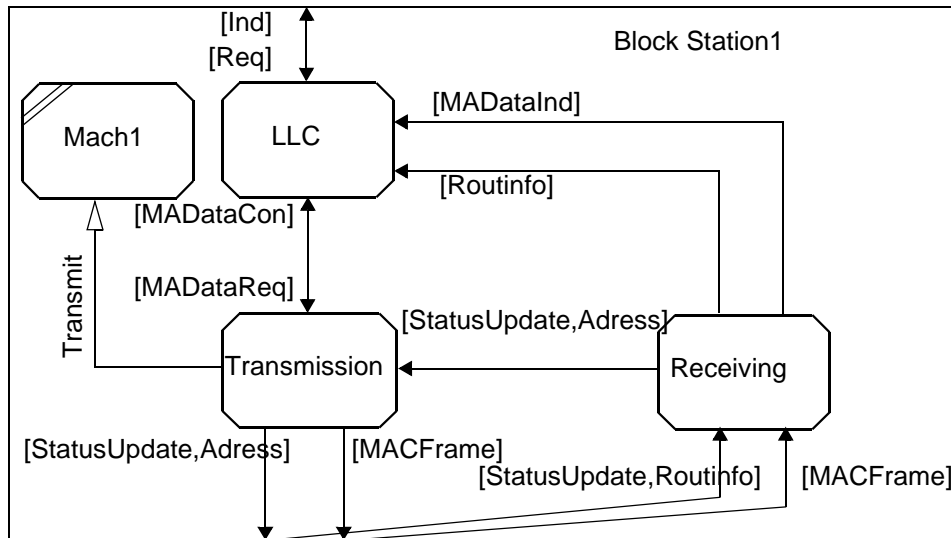 [Ind]
Block Station1
[Req]
[MADataInd]
Mach1
LLC
[Routinfo]
[MADataCon]
Transmit
[MADataReq]
[StatusUpdate,Adress]
Transmission
Receiving
[StatusUpdate,Adress]
[MACFrame]
[StatusUpdate,Routinfo]
[MACFrame]